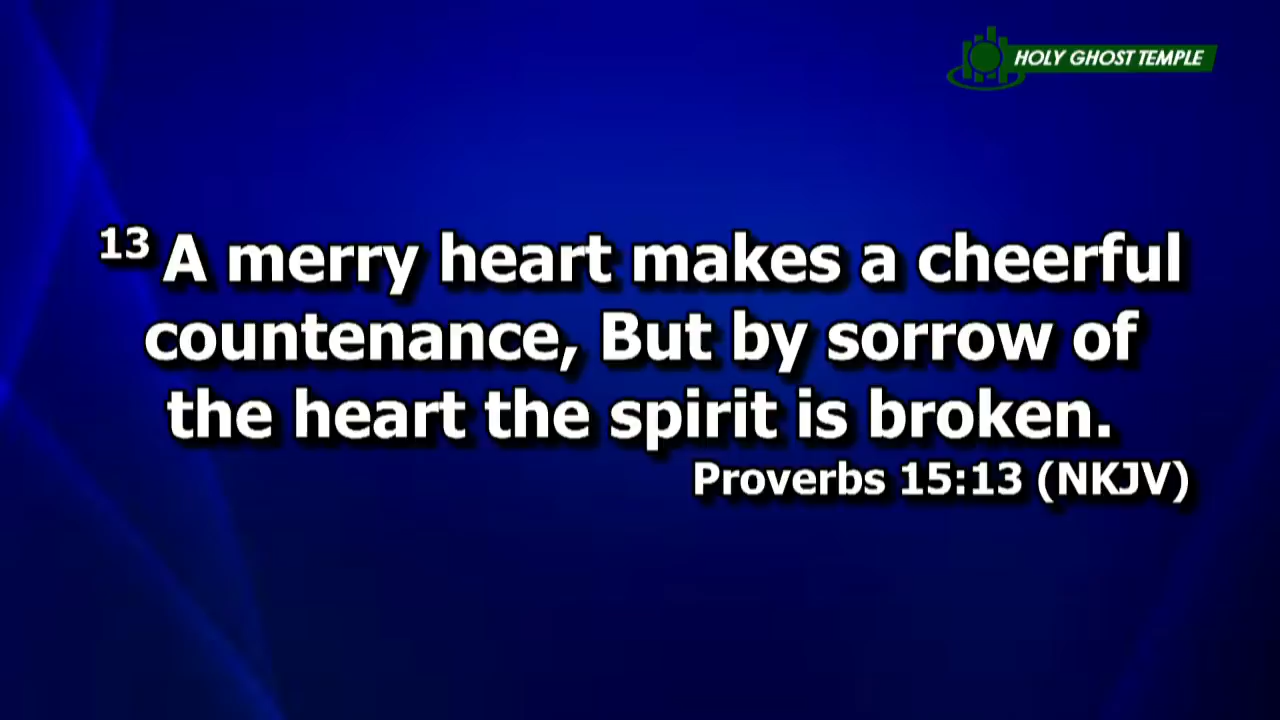 HOLY GHOST TEMPLE
13 A merry heart makes a cheerful
countenance, But by sorrow of
the heart the spirit is broken.
Proverbs 15:13 (NKJV)